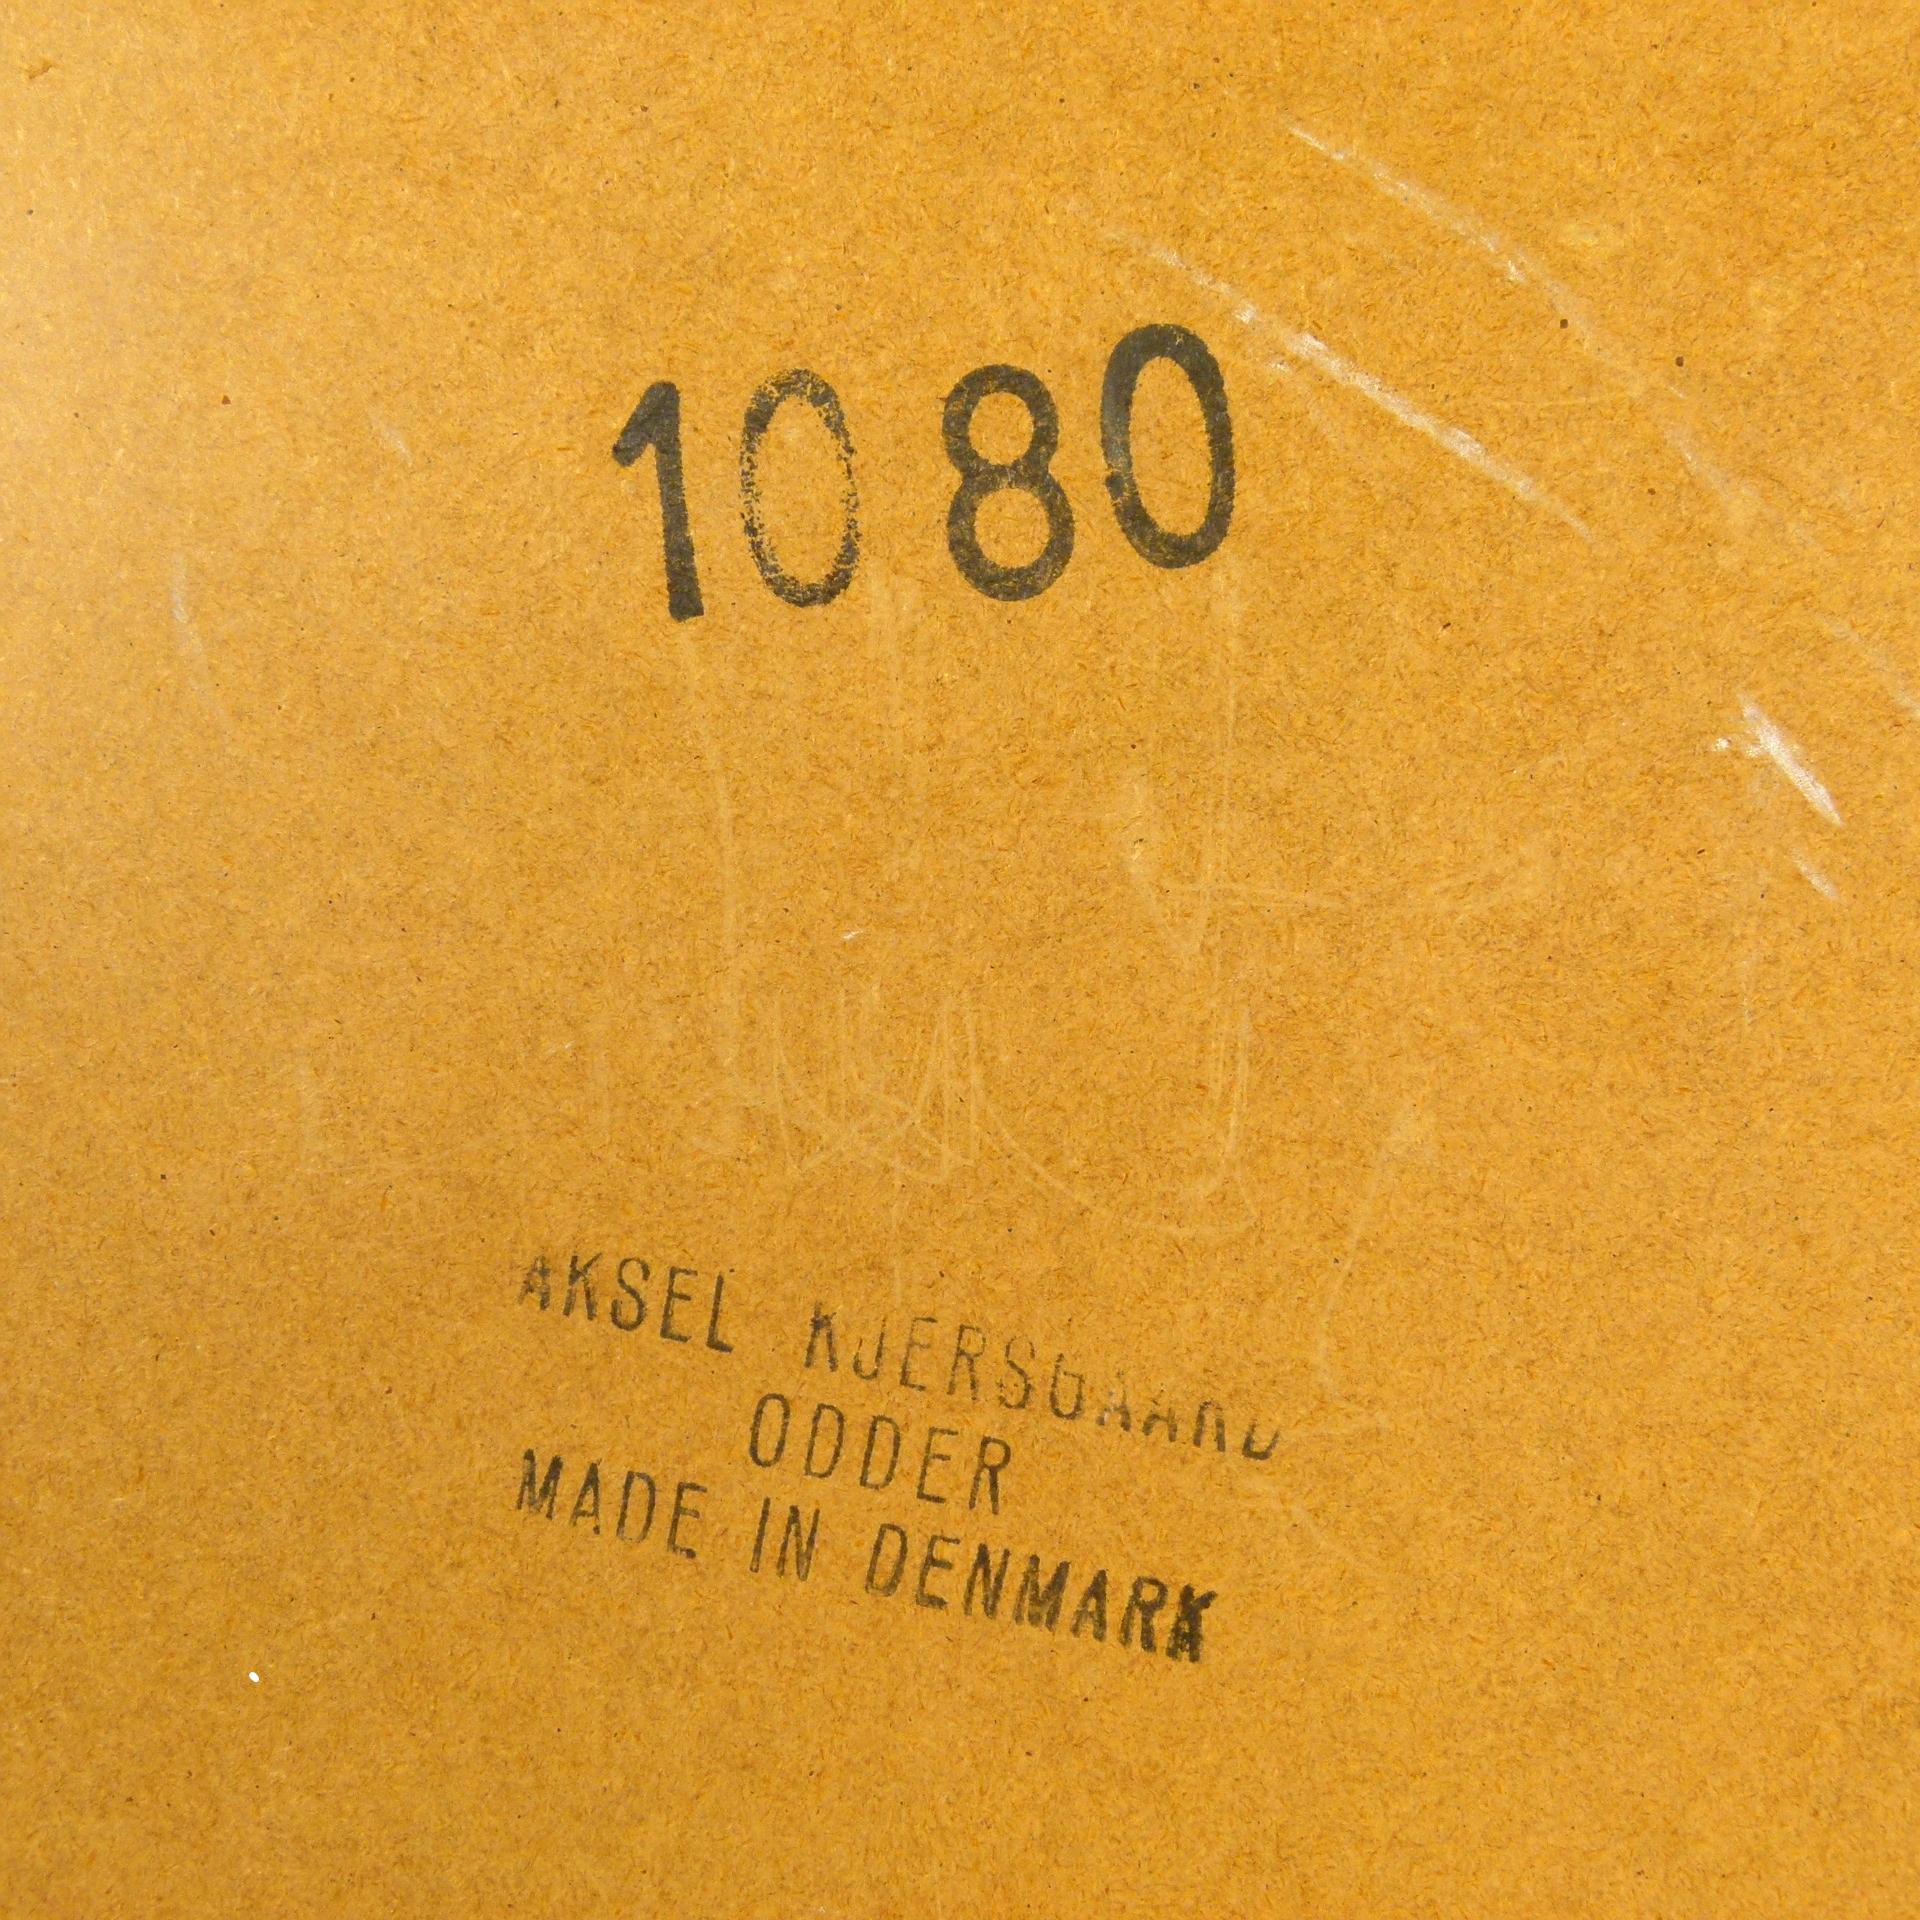 1080
AKSEL KJERSGAARD
ODDER
MADE IN DENMARK